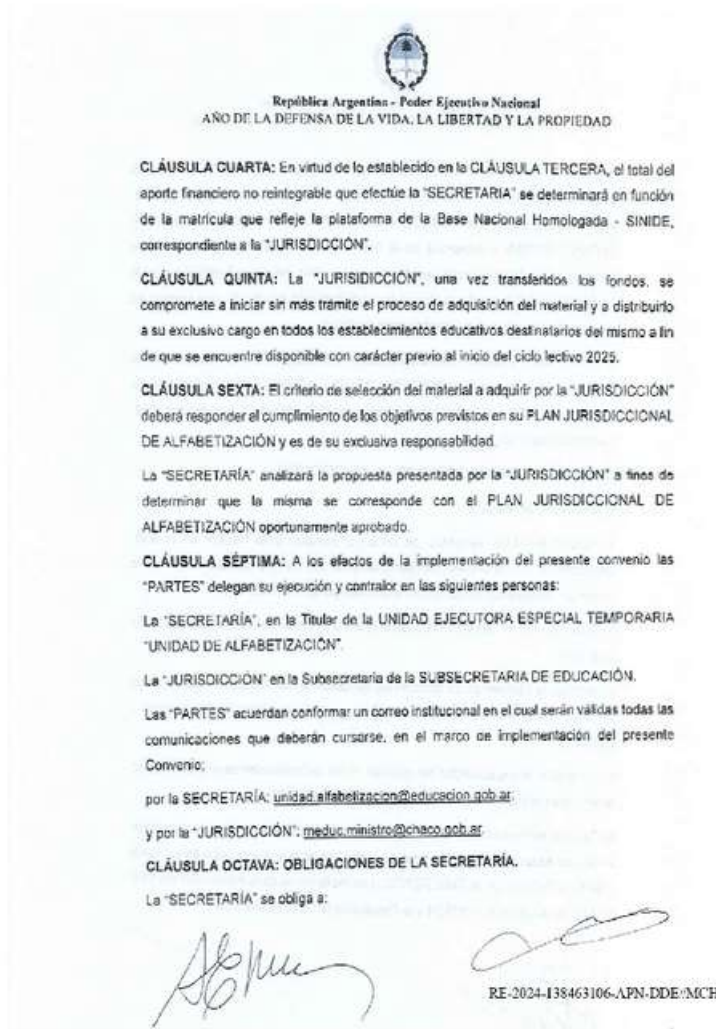 República Argentina - Poder Ejecutivo Nacional
AÑO DE LA DEFENSA DE LA VIDA, LA LIBERTAD Y LA PROPIEDAD
CLÁUSULA CUARTA: En virtud de lo establecido en la CLÁUSULA TERCERA, el total del
aporte financiero no reintegrable que efectúe la "SECRETARIA" se determinará en función
de la matrícula que refleje la plataforma de la Base Nacional Homologada - SINIDE,
correspondiente a la "JURISDICCIÓN".
CLÁUSULA QUINTA: La "JURISIDICCIÓN", una vez transferidos los fondos, se
compromete a iniciar sin más trámite el proceso de adquisición del material y a distribuirlo
a su exclusivo cargo en todos los establecimientos educativos destinatarios del mismo a fin
de que se encuentre disponible con carácter previo al inicio del ciclo lectivo 2025.
CLÁUSULA SEXTA: El criterio de selección del material a adquirir por la "JURISDICCIÓN"
deberá responder al cumplimiento de los objetivos previstos en su PLAN JURISDICCIONAL
DE ALFABETIZACIÓN y es de su exclusiva responsabilidad.
La "SECRETARÍA" analizará la propuesta presentada por la "JURISDICCIÓN" a fines de
determinar que la misma se corresponde con el PLAN JURISDICCIONAL DE
ALFABETIZACIÓN oportunamente aprobado.
CLÁUSULA SÉPTIMA: A los efectos de la implementación del presente convenio las
"PARTES" delegan su ejecución y contralor en las siguientes personas:
La "SECRETARÍA", en la Titular de la UNIDAD EJECUTORA ESPECIAL TEMPORARIA
"UNIDAD DE ALFABETIZACIÓN".
La "JURISDICCIÓN" en la Subsecretaria de la SUBSECRETARIA DE EDUCACIÓN.
Las "PARTES" acuerdan conformar un correo institucional en el cual serán válidas todas las
comunicaciones que deberán cursarse, en el marco de implementación del presente
Convenio;
por la SECRETARÍA; unidad.alfabetizacion@educacion.gob.ar;
y por la "JURISDICCIÓN"; meduc.ministro@chaco.gob.ar.
CLÁUSULA OCTAVA: OBLIGACIONES DE LA SECRETARÍA.
La "SECRETARÍA" se obliga a:
RE-2024-138463106-APN-DDE#MCH